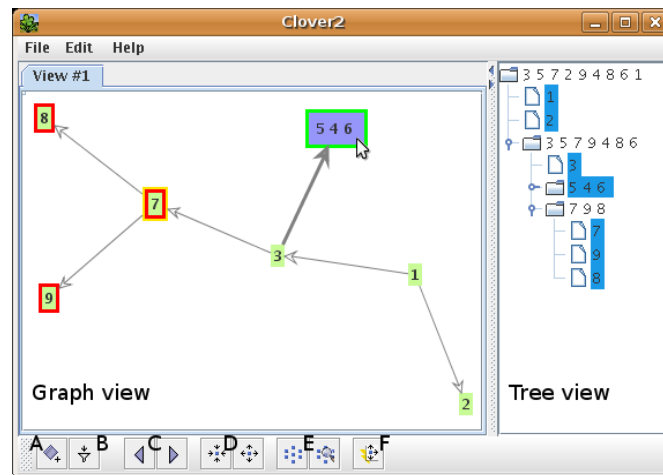 Clover2
File Edit Help
View #1
8
5 4 6
7
3
1
9
2
Graph view
3 5 7 2 9 4 8 6 1
1
2
3 5 7 9 4 8 6
3
5 4 6
7 9 8
7
9
8
Tree view
A B C D E F